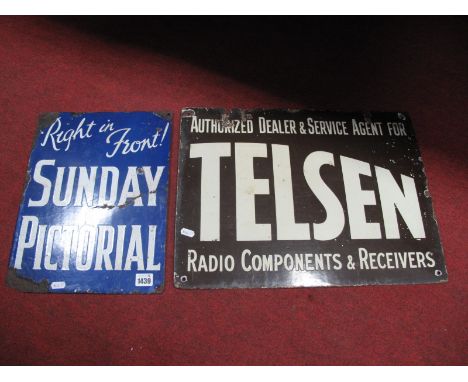 Right in
Front!
SUNDAY
PICTORIAL
1439
AUTHORIZED DEALER & SERVICE AGENT FOR
TELSEN
RADIO COMPONENTS & RECEIVERS